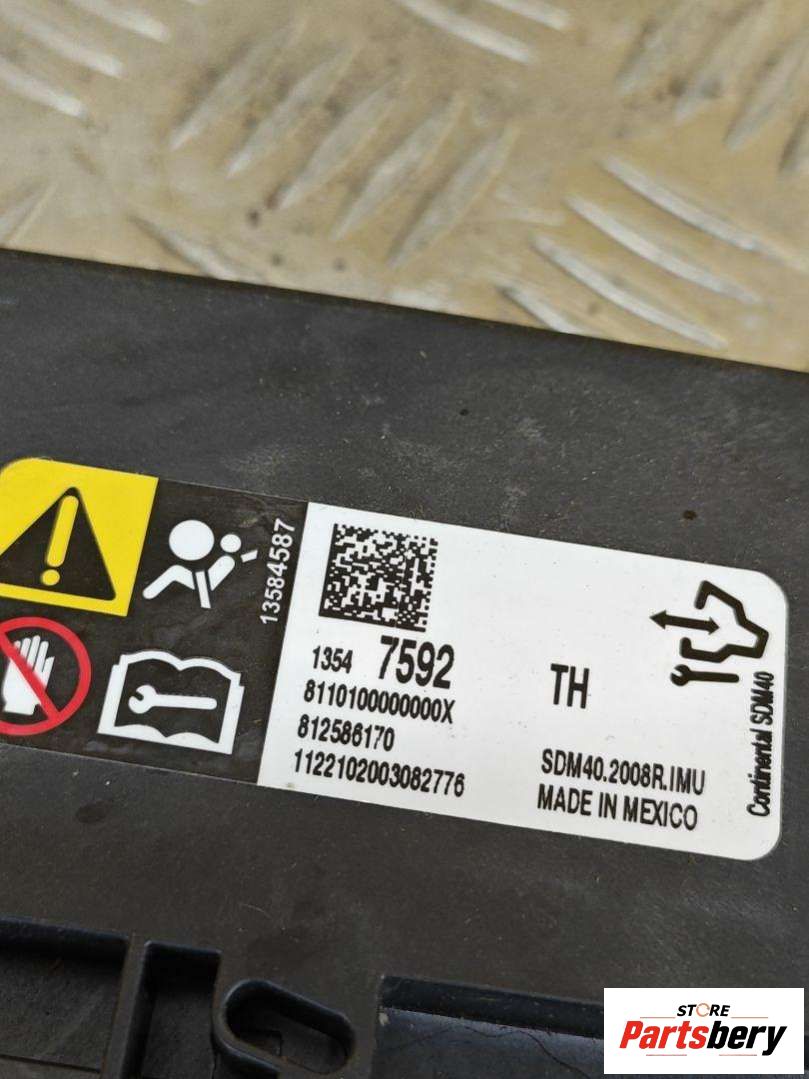 13584587
1354 7592
8110100000000X
812586170
1122102003082776
TH
SDM40.2008R.IMU
MADE IN MEXICO
Continental SDM40
STORE
Partsbery